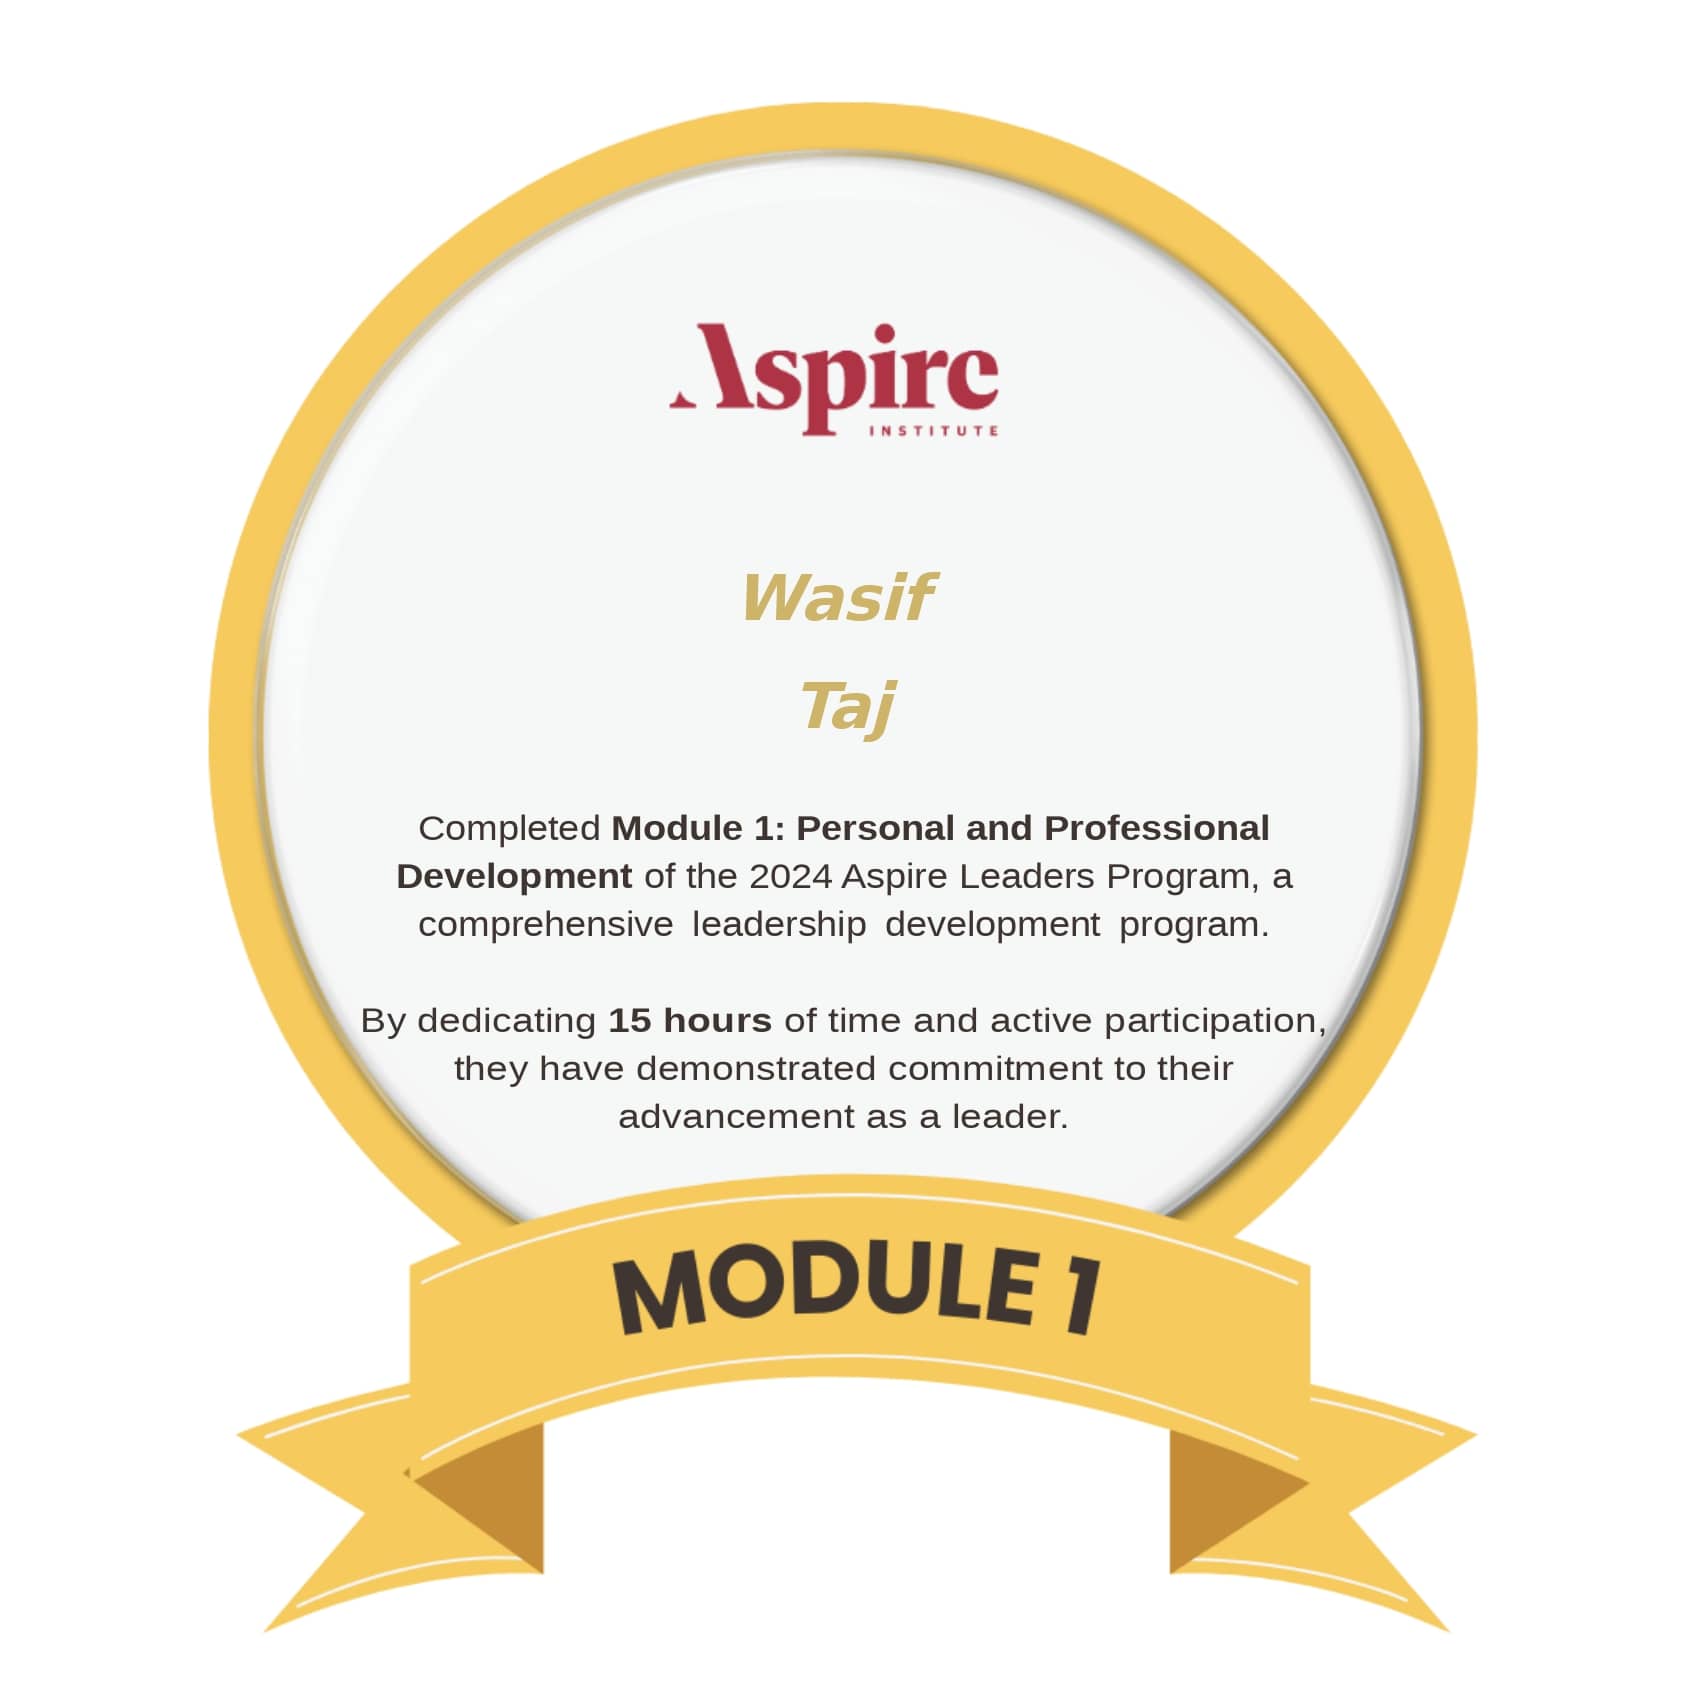 Aspire
INSTITUTE
Wasif
Taj
Completed Module 1: Personal and Professional
Development of the 2024 Aspire Leaders Program, a
comprehensive leadership development program.
By dedicating 15 hours of time and active participation,
they have demonstrated commitment to their
advancement as a leader.
MODULE 1